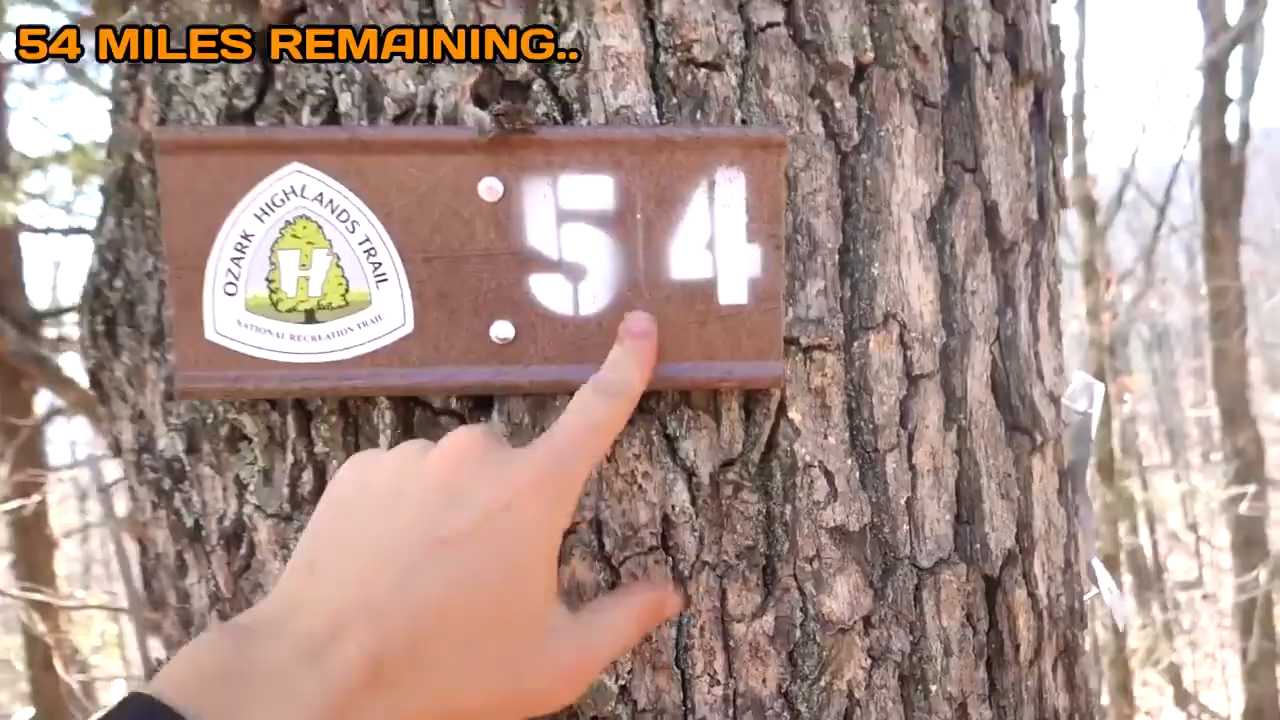 54 MILES REMAINING..
OZARK HIGHLANDS TRAIL
H
NATIONAL RECREATION TRAIL
54